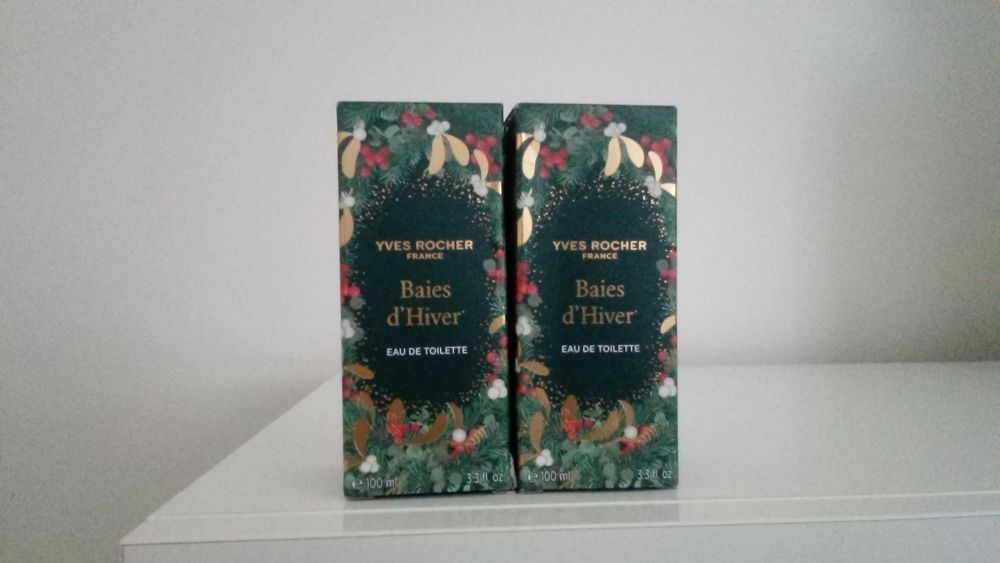 YVES ROCHER
FRANCE
Baies
d'Hiver*
EAU DE TOILETTE
℮ 100 ml 3.3 fl. oz
YVES ROCHER
FRANCE
Baies
d'Hiver*
EAU DE TOILETTE
℮ 100 ml 3.3 fl. oz